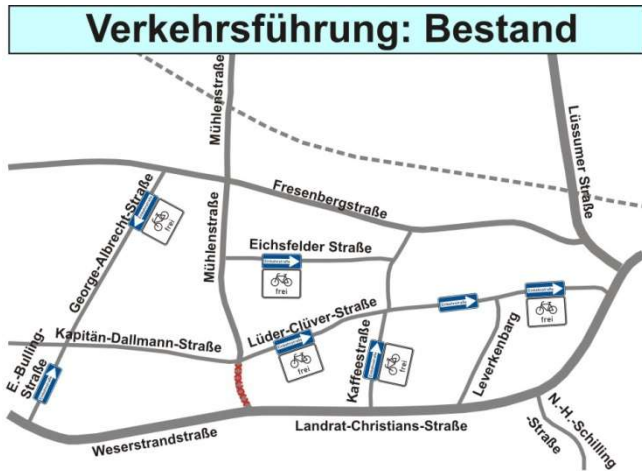 Verkehrsführung: Bestand
Mühlenstraße
Lüssumer Straße
Fresenbergstraße
George-Albrecht-Straße
frei
Mühlenstraße
Eichsfelder Straße
frei
Lüder-Clüver-Straße
frei
frei
Kapitän-Dallmann-Straße
E.-Bulling-
Straße
Kaffeestraße
frei
Leverkenbarg
N.-H.-Schilling
-Straße
Weserstrandstraße
Landrat-Christians-Straße